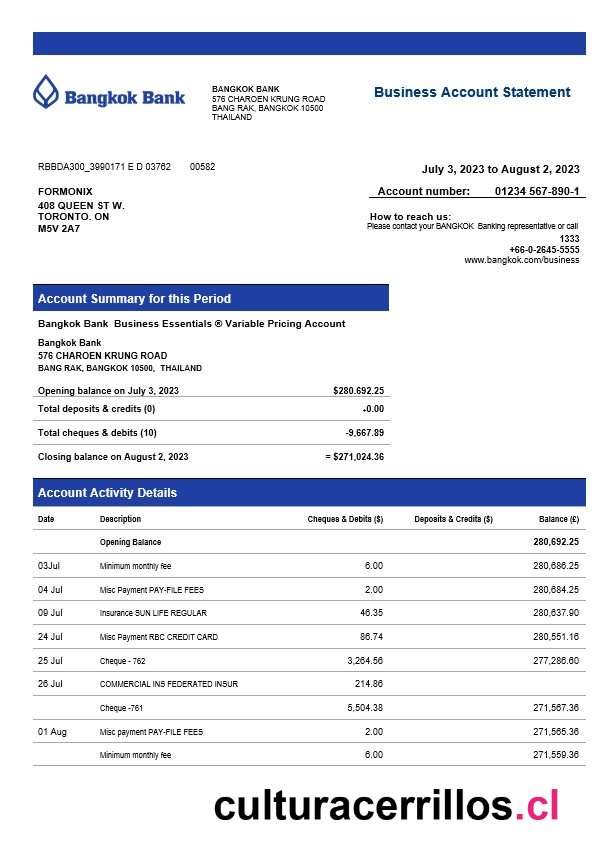 Bangkok Bank
BANGKOK BANK
576 CHAROEN KRUNG ROAD
BANG RAK, BANGKOK 10500
THAILAND
Business Account Statement
RBBDA300_3990171 E D 03762 00582
July 3, 2023 to August 2, 2023
FORMONIX
408 QUEEN ST W.
TORONTO. ON
M5V 2A7
Account number: 01234 567-890-1
How to reach us:
Please contact your BANGKOK Banking representative or call
1333
+66-0-2645-5555
www.bangkok.com/business
Account Summary for this Period
Bangkok Bank Business Essentials ® Variable Pricing Account
Bangkok Bank
576 CHAROEN KRUNG ROAD
BANG RAK, BANGKOK 10500, THAILAND
Opening balance on July 3, 2023 $280.692.25
Total deposits & credits (0) +0.00
Total cheques & debits (10) -9,667.89
Closing balance on August 2, 2023 = $271,024.36
Account Activity Details
Date Description Cheques & Debits ($) Deposits & Credits ($) Balance (£)
Opening Balance 280,692.25
03Jul Minimum monthly fee 6.00 280,686.25
04 Jul Misc Payment PAY-FILE FEES 2.00 280,684.25
09 Jul Insurance SUN LIFE REGULAR 46.35 280,637.90
24 Jul Misc Payment RBC CREDIT CARD 86.74 280,551.16
25 Jul Cheque - 762 3,264.56 277,286.60
26 Jul COMMERCIAL INS FEDERATED INSUR 214.86
Cheque -761 5,504.38 271,567.36
01 Aug Misc payment PAY-FILE FEES 2.00 271,565.36
Minimum monthly fee 6.00 271,559.36
culturacerrillos.cl